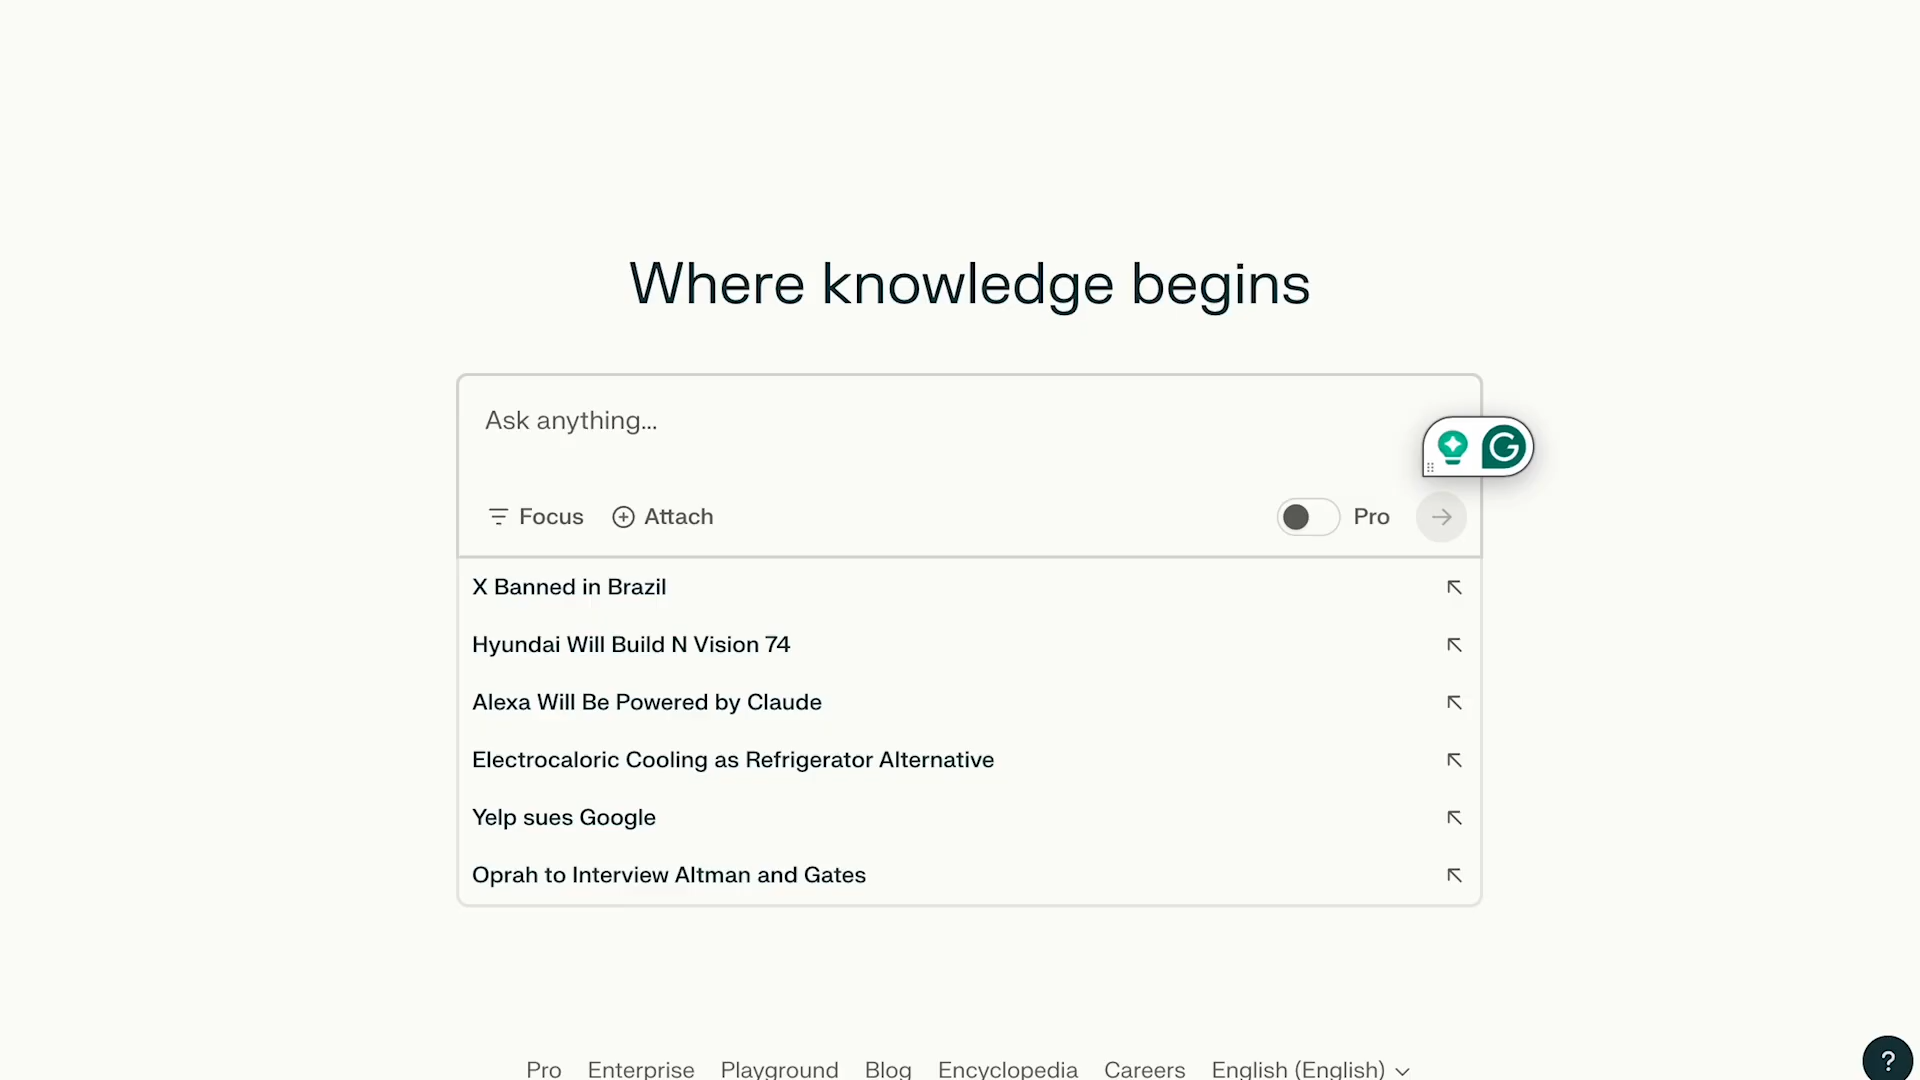 Where knowledge begins
Ask anything...
Focus Attach Pro
X Banned in Brazil
Hyundai Will Build N Vision 74
Alexa Will Be Powered by Claude
Electrocaloric Cooling as Refrigerator Alternative
Yelp sues Google
Oprah to Interview Altman and Gates
Pro Enterprise Playground Blog Encyclopedia Careers English (English)
?